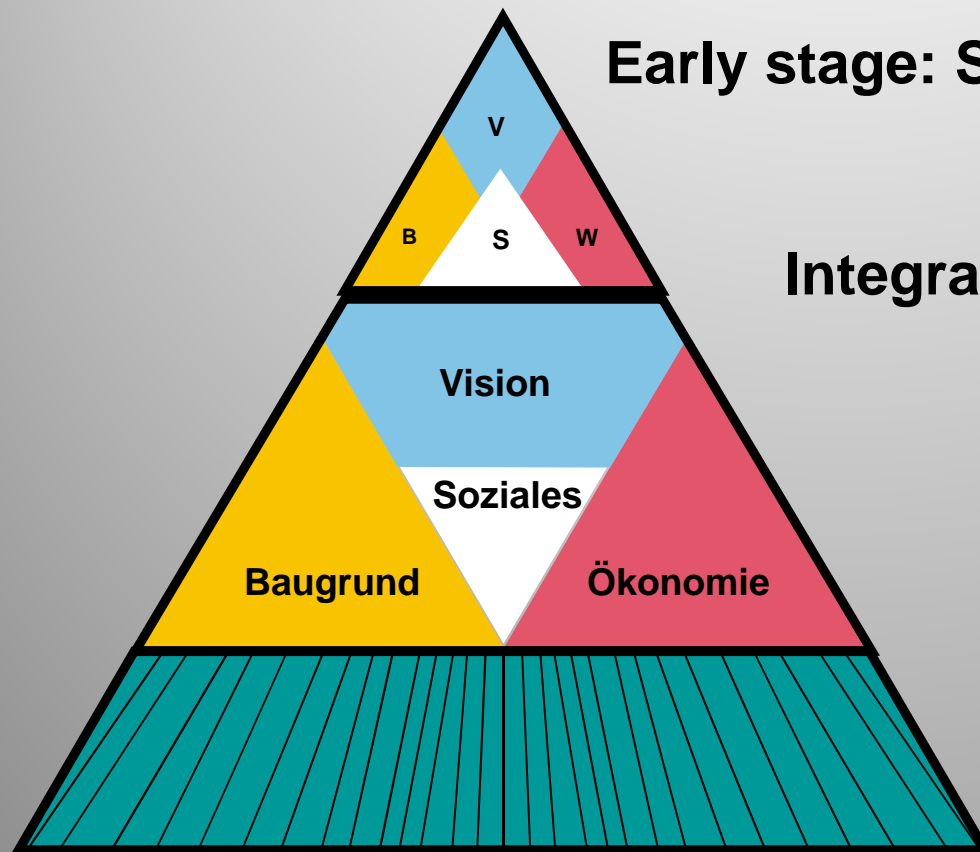 Early stage: S
V
B S W
Integra
Vision
Soziales
Baugrund Ökonomie